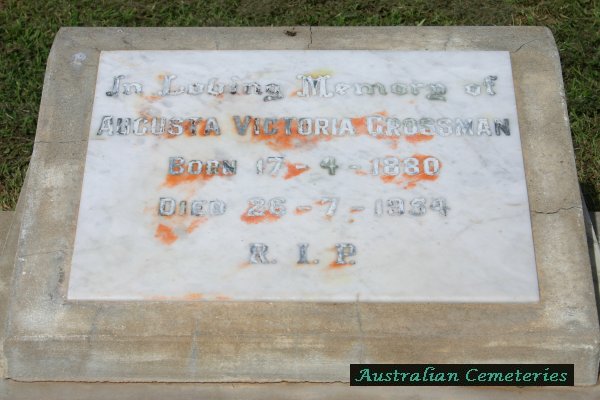 In Loving Memory of
AUGUSTA VICTORIA GROSSMAN
BORN 17-4-1880
DIED 26-7-1934
R.I.P.
Australian Cemeteries